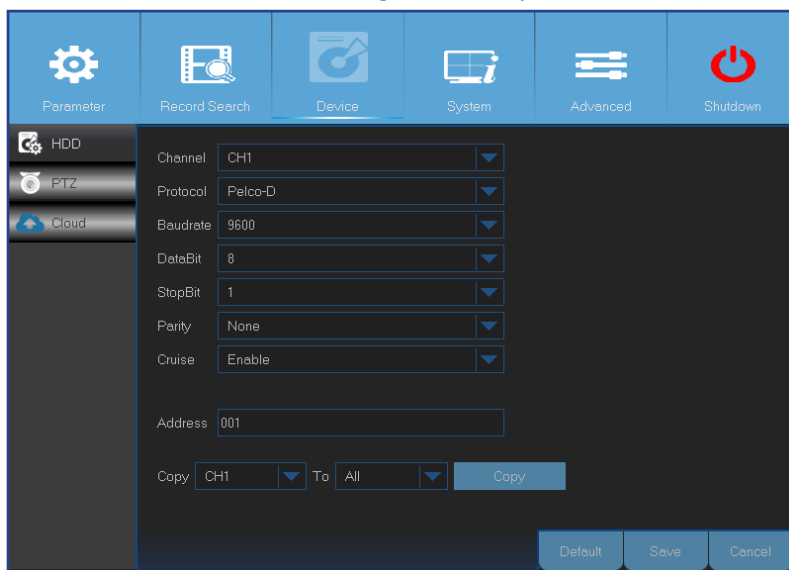 Parameter Record Search Device System Advanced Shutdown
HDD
PTZ
Cloud
Channel CH1
Protocol Pelco-D
Baudrate 9600
DataBit 8
StopBit 1
Parity None
Cruise Enable
Address 001
Copy CH1 To All Copy
Default Save Cancel